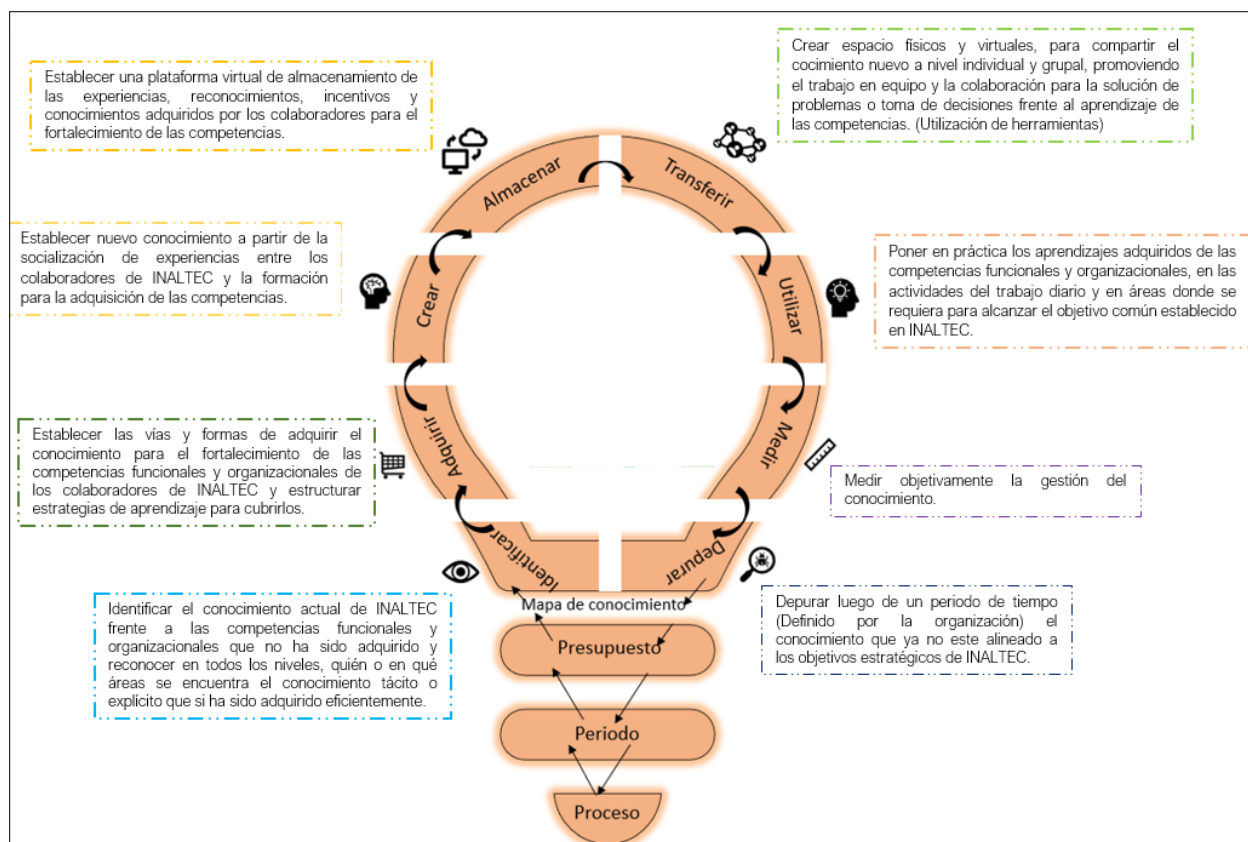 Establecer una plataforma virtual de almacenamiento de
las experiencias, reconocimientos, incentivos y
conocimientos adquiridos por los colaboradores para el
fortalecimiento de las competencias.
Crear espacio físicos y virtuales, para compartir el
cocimiento nuevo a nivel individual y grupal, promoviendo
el trabajo en equipo y la colaboración para la solución de
problemas o toma de decisiones frente al aprendizaje de
las competencias. (Utilización de herramientas)
Almacenar
Transferir
Establecer nuevo conocimiento a partir de la
socialización de experiencias entre los
colaboradores de INALTEC y la formación
para la adquisición de las competencias.
Crear
Utilizar
Poner en práctica los aprendizajes adquiridos de las
competencias funcionales y organizacionales, en las
actividades del trabajo diario y en áreas donde se
requiera para alcanzar el objetivo común establecido
en INALTEC.
Establecer las vías y formas de adquirir el
conocimiento para el fortalecimiento de las
competencias funcionales y organizacionales de
los colaboradores de INALTEC y estructurar
estrategias de aprendizaje para cubrirlos.
Adquirir
Medir
Medir objetivamente la gestión del
conocimiento.
Identificar
Depurar
Identificar el conocimiento actual de INALTEC
frente a las competencias funcionales y
organizacionales que no ha sido adquirido y
reconocer en todos los niveles, quién o en qué
áreas se encuentra el conocimiento tácito o
explícito que si ha sido adquirido eficientemente.
Mapa de conocimiento
Presupuesto
Periodo
Proceso
Depurar luego de un periodo de tiempo
(Definido por la organización) el
conocimiento que ya no este alineado a
los objetivos estratégicos de INALTEC.